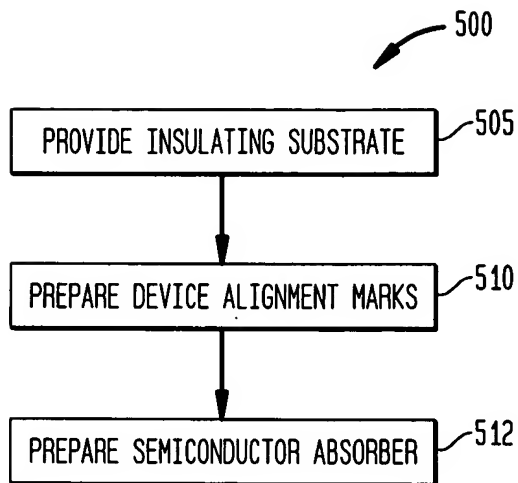 500
PROVIDE INSULATING SUBSTRATE
505
PREPARE DEVICE ALIGNMENT MARKS
510
PREPARE SEMICONDUCTOR ABSORBER
512